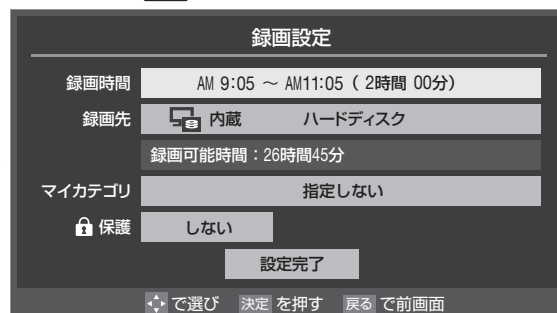 録画設定
録画時間 AM 9:05 ～ AM11:05 ( 2時間 00分)
録画先 内蔵 ハードディスク
録画可能時間：26時間45分
マイカテゴリ 指定しない
保護 しない
設定完了
で選び 決定 を押す 戻る で前画面